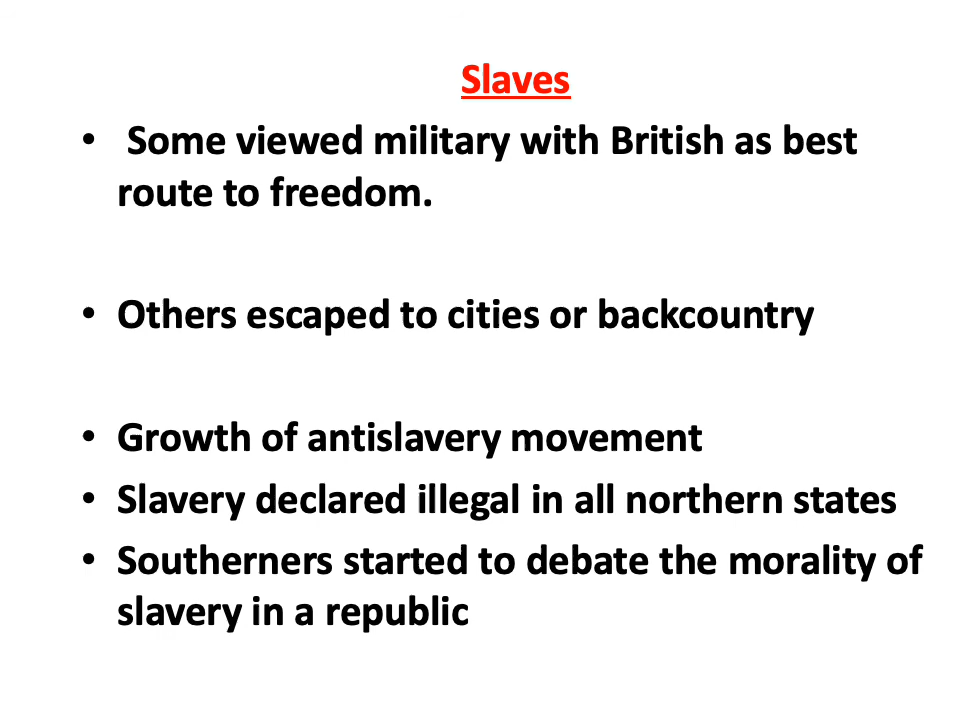 Slaves
• Some viewed military with British as best
route to freedom.
• Others escaped to cities or backcountry
• Growth of antislavery movement
• Slavery declared illegal in all northern states
• Southerners started to debate the morality of
slavery in a republic